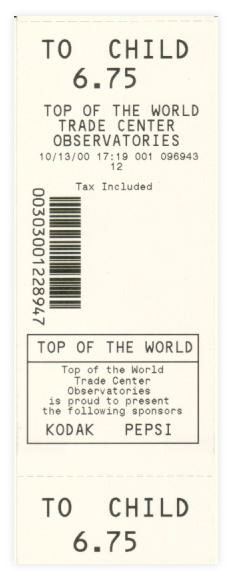 TO CHILD
6.75
TOP OF THE WORLD
TRADE CENTER
OBSERVATORIES
10/13/00 17:19 001 096943
12
Tax Included
00303001228947
TOP OF THE WORLD
Top of the World
Trade Center
Observatories
is proud to present
the following sponsors
KODAK PEPSI
TO CHILD
6.75